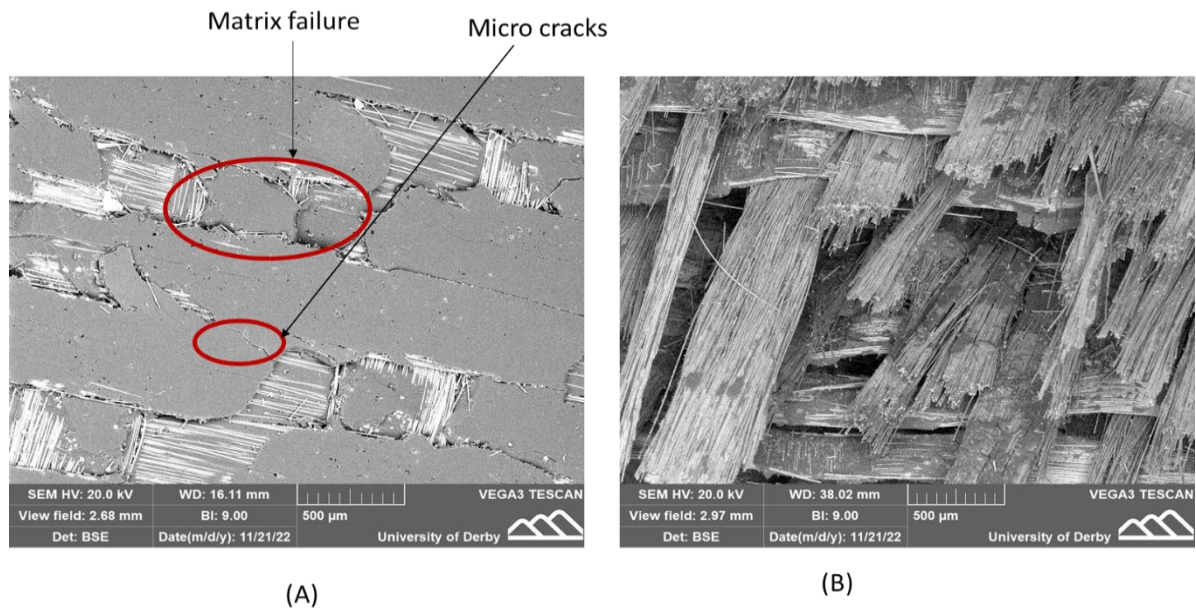 Matrix failure
Micro cracks
SEM HV: 20.0 kV
WD: 16.11 mm
VEGA3 TESCAN
View field: 2.68 mm
BI: 9.00
500 µm
Det: BSE
Date(m/d/y): 11/21/22
University of Derby
SEM HV: 20.0 kV
WD: 38.02 mm
VEGA3 TESCAN
View field: 2.97 mm
BI: 9.00
500 µm
Det: BSE
Date(m/d/y): 11/21/22
University of Derby
(A)
(B)